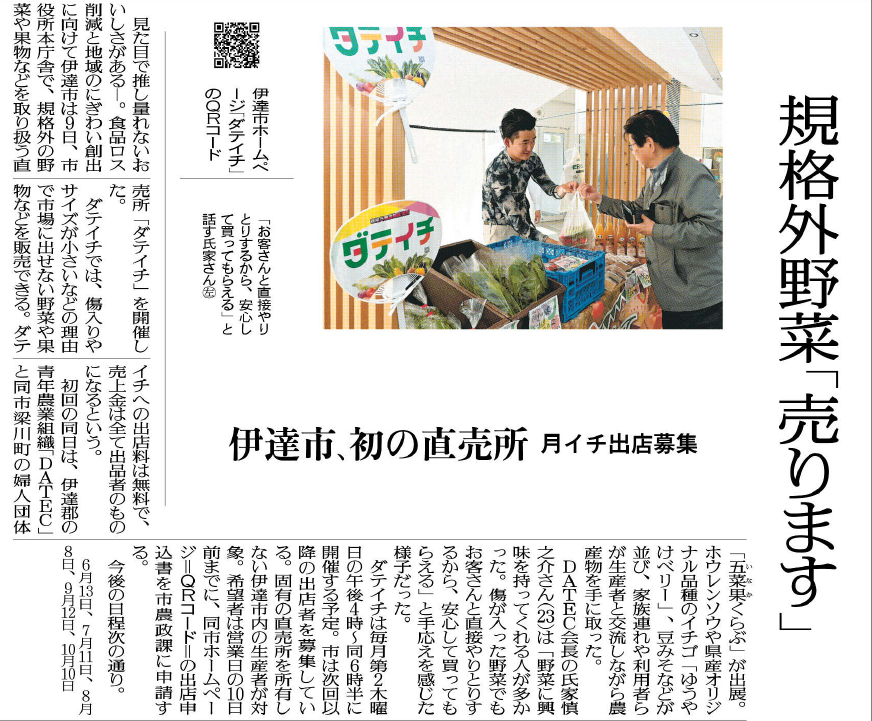 規格外野菜「売ります」
伊達市、初の直売所 月イチ出店募集
ダテイチ
ダテイチ
「お客さんと直接やり
とりするから、安心し
て買ってもらえる」と
話す氏家さん㊧
伊達市ホームペ
ージ「ダテイチ」
のQRコード
見た目で推し量れないお
いしさがある―。食品ロス
削減と地域のにぎわい創出
に向けて伊達市は9日、市
役所本庁舎で、規格外の野
菜や果物などを取り扱う直
売所「ダテイチ」を開催し
た。
ダテイチでは、傷入りや
サイズが小さいなどの理由
で市場に出せない野菜や果
物などを販売できる。ダテ
イチへの出店料は無料で、
売上金は全て出品者のもの
になるという。
初回の同日は、伊達郡の
青年農業組織「DATEC」
と同市梁川町の婦人団体
「五菜果くらぶ」が出展。
いなか
ホウレンソウや県産オリジ
ナル品種のイチゴ「ゆうや
けベリー」、豆みそなどが
並び、家族連れや利用者ら
が生産者と交流しながら農
産物を手に取った。
DATEC会長の氏家慎
之介さん(23)は「野菜に興
味を持ってくれる人が多か
った。傷が入った野菜でも
お客さんと直接やりとりす
るから、安心して買っても
らえる」と手応えを感じた
様子だった。
ダテイチは毎月第2木曜
日の午後4時〜同6時半に
開催する予定。市は次回以
降の出店者を募集してい
る。固有の直売所を所有し
ない伊達市内の生産者が対
象。希望者は営業日の10日
前までに、同市ホームペー
ジ=QRコード=の出店申
込書を市農政課に申請す
る。
今後の日程次の通り。
6月13日、7月11日、8月
8日、9月12日、10月10日